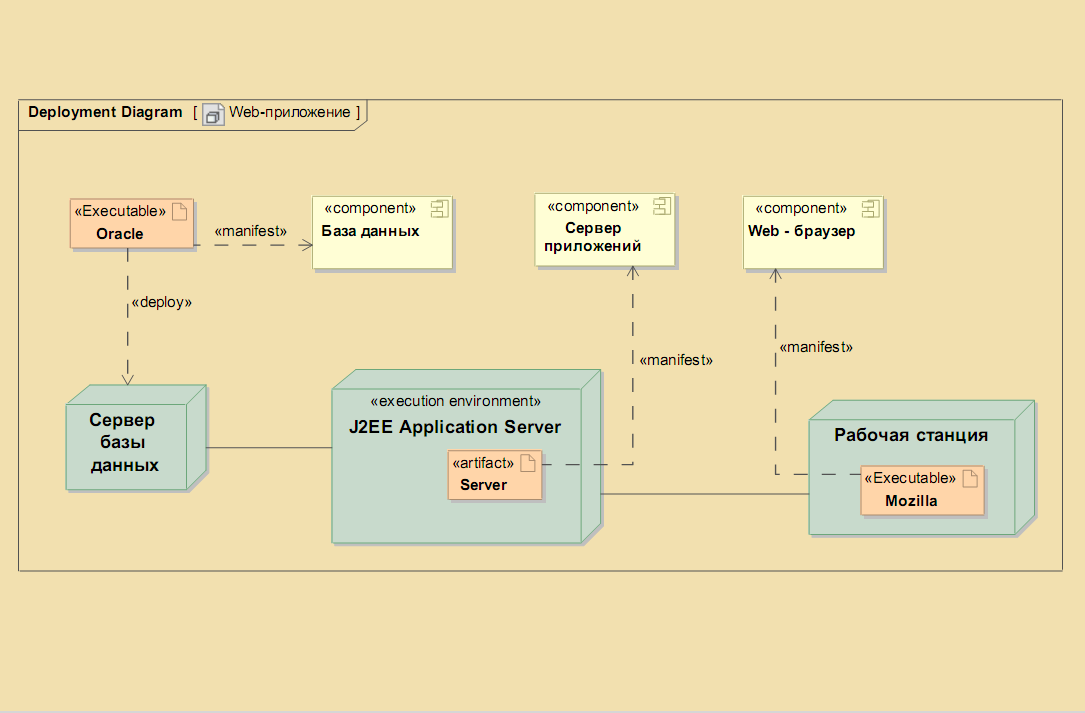 Deployment Diagram [ Web-приложение ]
«Executable»
Oracle
«manifest»
«component»
База данных
«component»
Сервер
приложений
«component»
Web - браузер
«deploy»
«manifest»
«manifest»
Сервер
базы
данных
«execution environment»
J2EE Application Server
«artifact»
Server
Рабочая станция
«Executable»
Mozilla